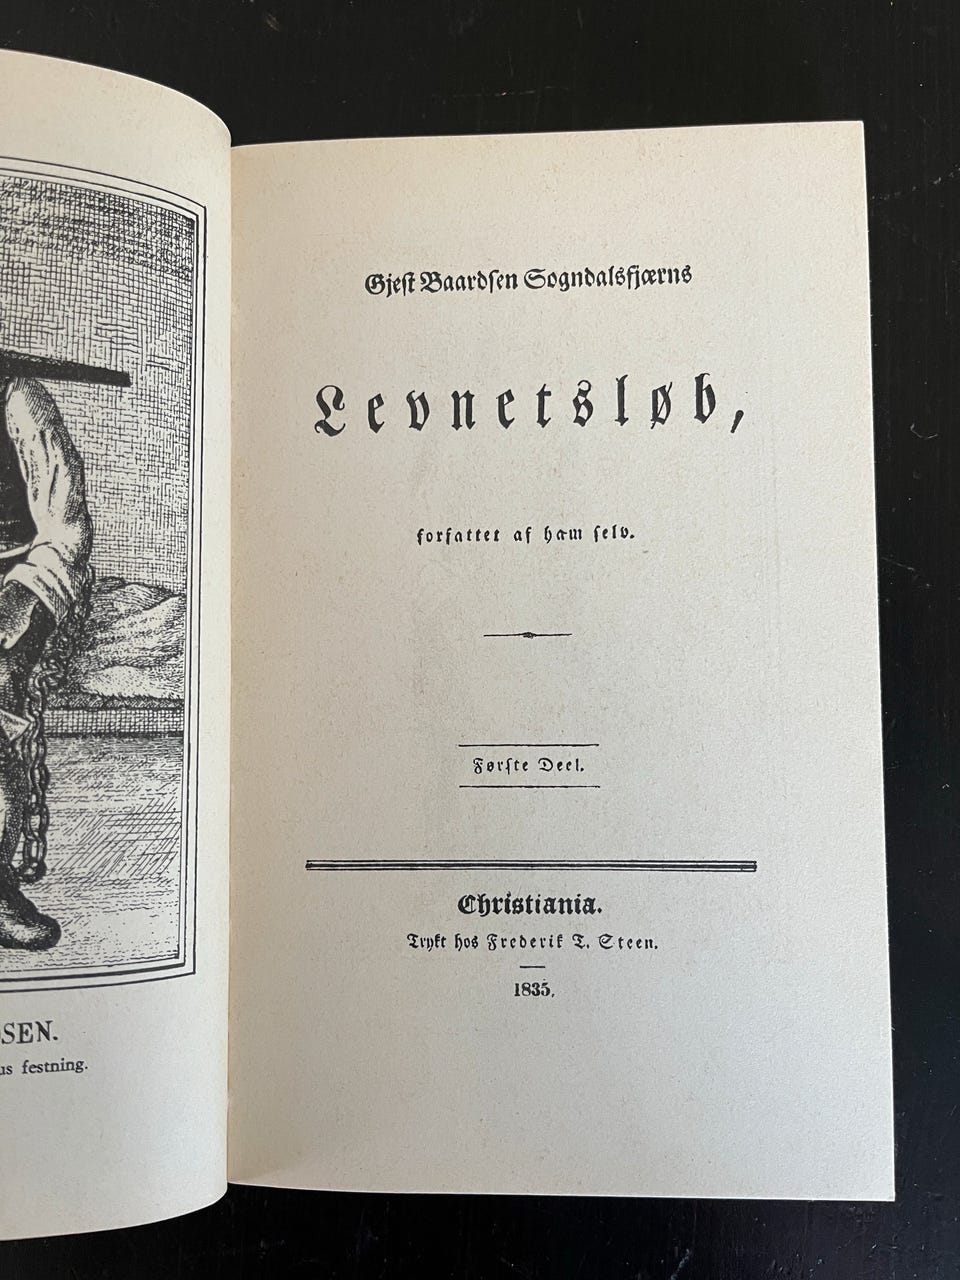 SEN.
us festning.
Gjest Baardsen Sogndalsfjærns
Levnetsløb,
forfattet af ham selv.
Første Deel.
Christiania.
Trykt hos Frederik T. Steen.
1835.